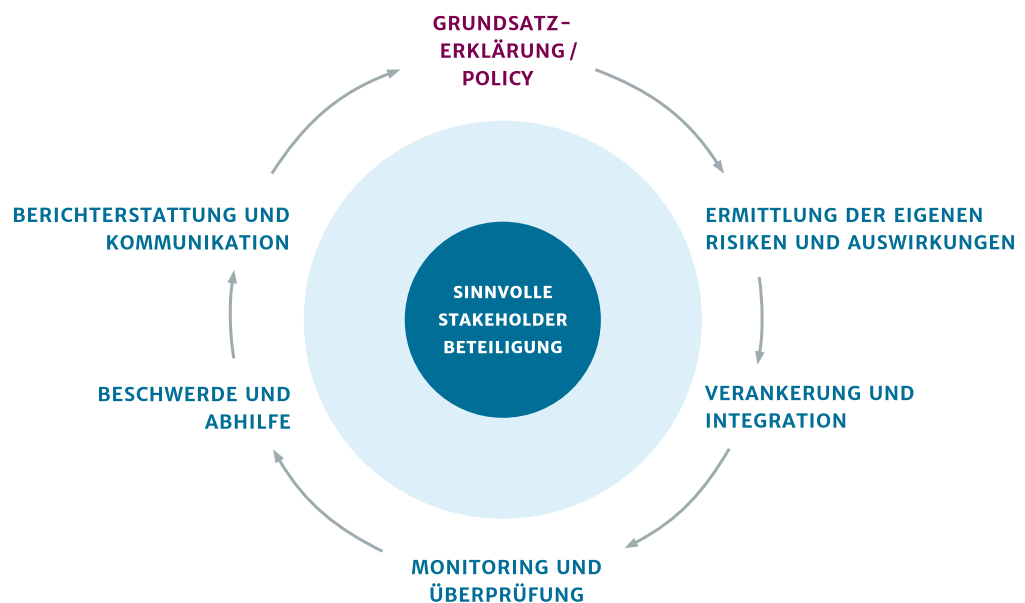 GRUNDSATZ-
ERKLÄRUNG /
POLICY
ERMITTLUNG DER EIGENEN
RISIKEN UND AUSWIRKUNGEN
VERANKERUNG UND
INTEGRATION
MONITORING UND
ÜBERPRÜFUNG
BESCHWERDE UND
ABHILFE
BERICHTERSTATTUNG UND
KOMMUNIKATION
SINNVOLLE
STAKEHOLDER
BETEILIGUNG